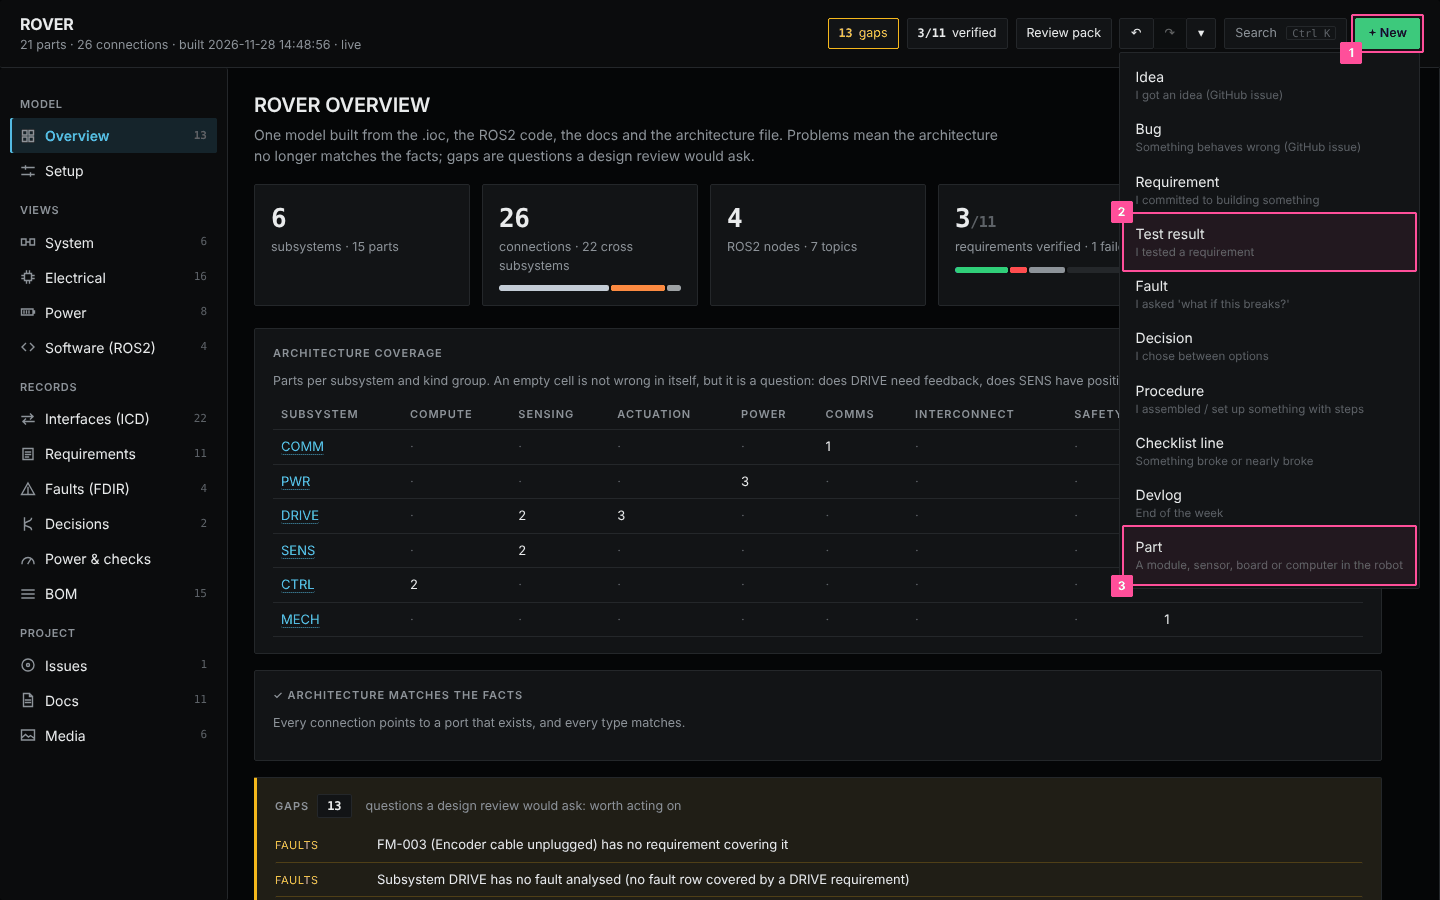 ROVER
21 parts · 26 connections · built 2026-11-28 14:48:56 · live
13 gaps
3/11 verified
Review pack
Search Ctrl K
+ New
1
MODEL
Overview 13
Setup
VIEWS
System 6
Electrical 16
Power 8
Software (ROS2) 4
RECORDS
Interfaces (ICD) 22
Requirements 11
Faults (FDIR) 4
Decisions 2
Power & checks
BOM 15
PROJECT
Issues 1
Docs 11
Media 6
ROVER OVERVIEW
One model built from the .ioc, the ROS2 code, the docs and the architecture file. Problems mean the architecture
no longer matches the facts; gaps are questions a design review would ask.
6
subsystems · 15 parts
26
connections · 22 cross
subsystems
4
ROS2 nodes · 7 topics
3/11
requirements verified · 1 faile
ARCHITECTURE COVERAGE
Parts per subsystem and kind group. An empty cell is not wrong in itself, but it is a question: does DRIVE need feedback, does SENS have positi
SUBSYSTEM COMPUTE SENSING ACTUATION POWER COMMS INTERCONNECT SAFETY
COMM · · · · 1 · ·
PWR · · · 3 · · ·
DRIVE · 2 3 · · · ·
SENS · 2 · · · · ·
CTRL 2 · · · · · ·
MECH · · · · · · · 1
✓ ARCHITECTURE MATCHES THE FACTS
Every connection points to a port that exists, and every type matches.
GAPS 13 questions a design review would ask: worth acting on
FAULTS FM-003 (Encoder cable unplugged) has no requirement covering it
FAULTS Subsystem DRIVE has no fault analysed (no fault row covered by a DRIVE requirement)
Idea
I got an idea (GitHub issue)
Bug
Something behaves wrong (GitHub issue)
Requirement
I committed to building something
2
Test result
I tested a requirement
Fault
I asked 'what if this breaks?'
Decision
I chose between options
Procedure
I assembled / set up something with steps
Checklist line
Something broke or nearly broke
Devlog
End of the week
Part
A module, sensor, board or computer in the robot
3